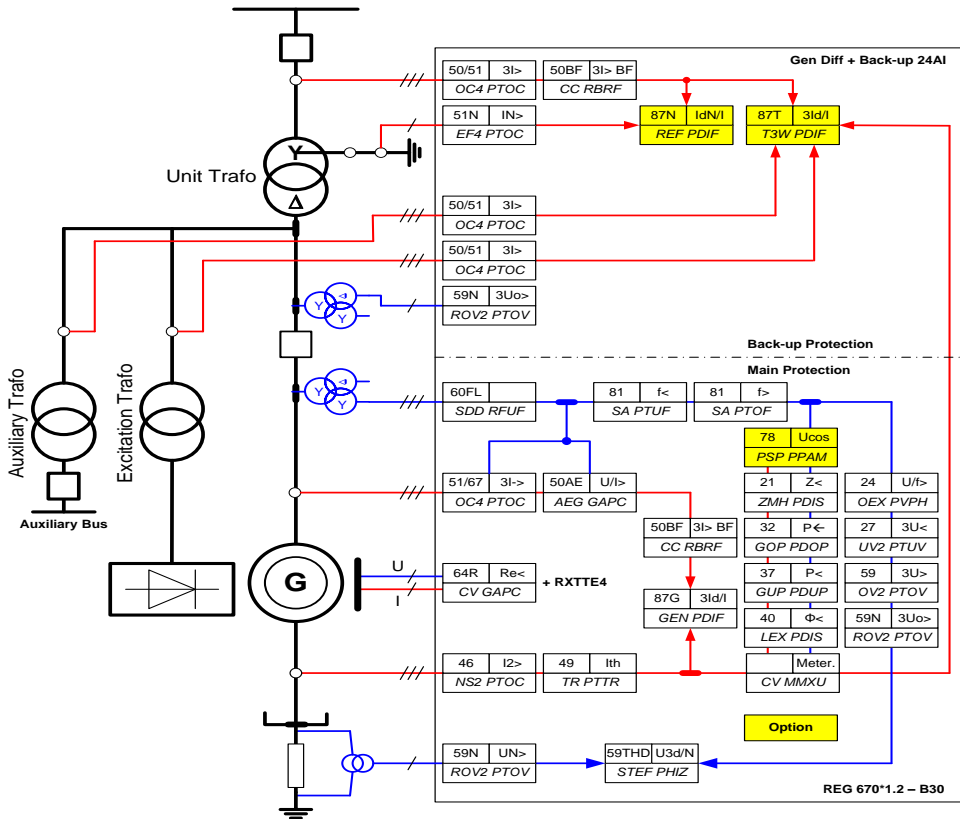 Gen Diff + Back-up 24AI
50/51 3I>
OC4 PTOC
50BF 3I> BF
CC RBRF
51N IN>
EF4 PTOC
87N IdN/I
REF PDIF
87T 3Id/I
T3W PDIF
Y
Δ
Unit Trafo
50/51 3I>
OC4 PTOC
50/51 3I>
OC4 PTOC
Y
Y
Δ
59N 3Uo>
ROV2 PTOV
Back-up Protection
Main Protection
Y
Y
Δ
60FL
SDD RFUF
81 f<
SA PTUF
81 f>
SA PTOF
78 Ucos
PSP PPAM
Auxiliary Trafo
Excitation Trafo
Auxiliary Bus
51/67 3I->
OC4 PTOC
50AE U/I>
AEG GAPC
21 Z<
ZMH PDIS
24 U/f>
OEX PVPH
50BF 3I> BF
CC RBRF
32 P←
GOP PDOP
27 3U<
UV2 PTUV
G
U
I
64R Re<
CV GAPC
+ RXTTE4
87G 3Id/I
GEN PDIF
37 P<
GUP PDUP
59 3U>
OV2 PTOV
40 Φ<
LEX PDIS
59N 3Uo>
ROV2 PTOV
46 I2>
NS2 PTOC
49 Ith
TR PTTR
Meter.
CV MMXU
Option
59N UN>
ROV2 PTOV
59THD U3d/N
STEF PHIZ
REG 670*1.2 – B30